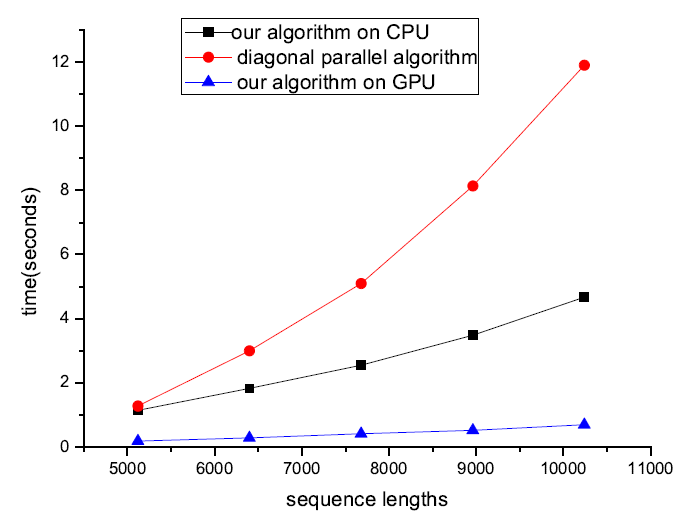 our algorithm on CPU
diagonal parallel algorithm
our algorithm on GPU
12
10
8
6
4
2
0
time(seconds)
5000 6000 7000 8000 9000 10000 11000
sequence lengths